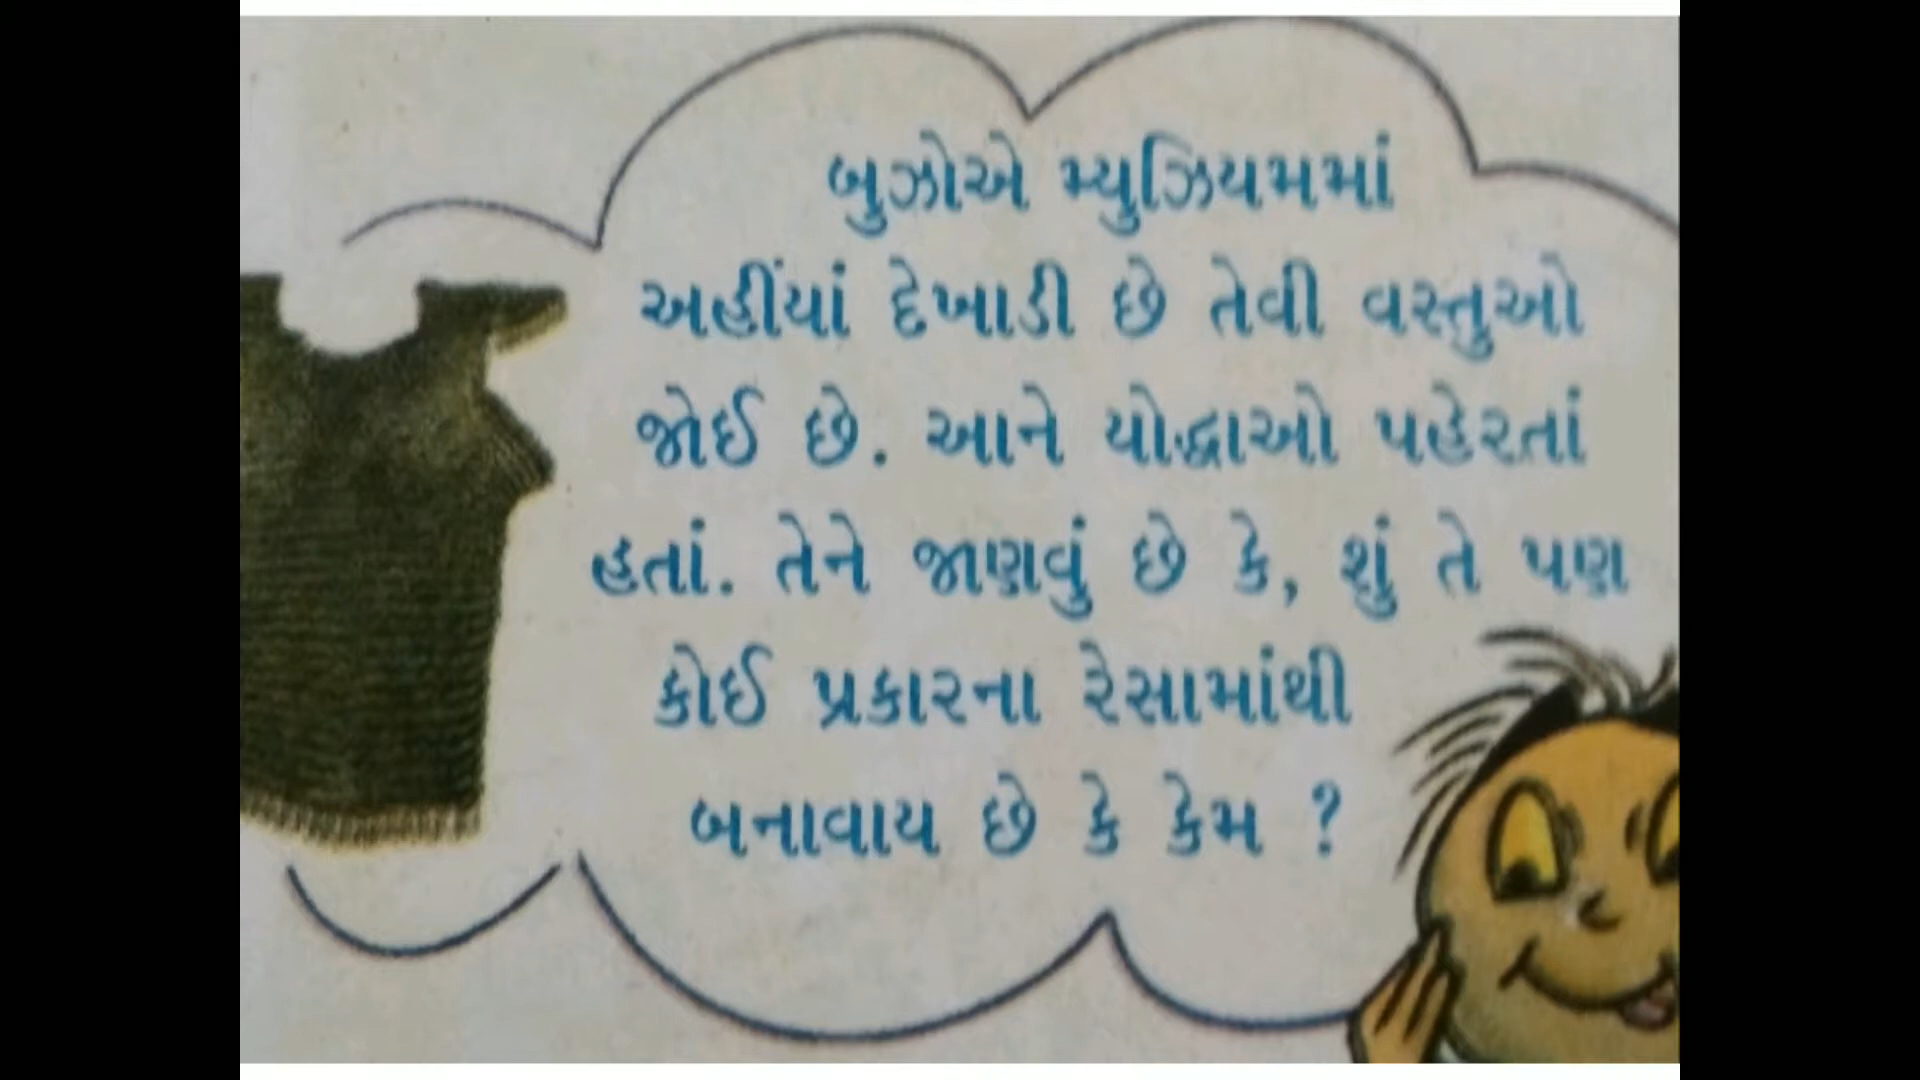 બુઝોએ મ્યુઝિયમમાં
અહીંયાં દેખાડી છે તેવી વસ્તુઓ
જોઈ છે. આને યોદ્ધાઓ પહેરતાં
હતાં. તેને જાણવું છે કે, શું તે પણ
કોઈ પ્રકારના રેસામાંથી
બનાવાય છે કે કેમ ?